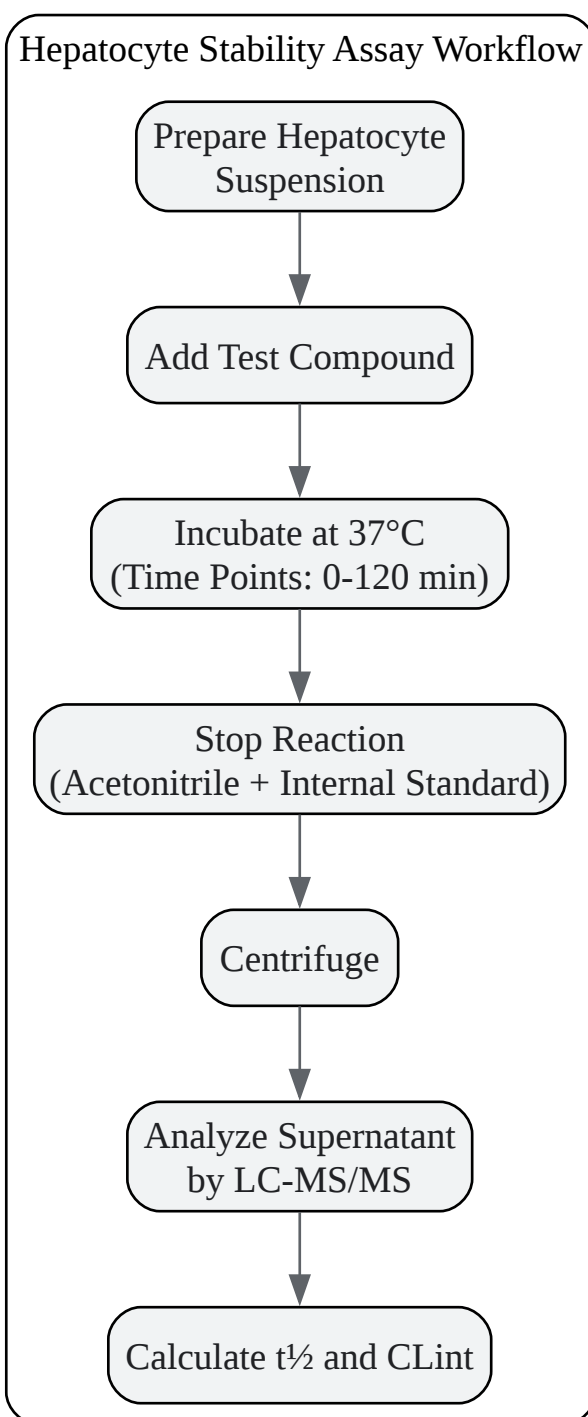 Hepatocyte Stability Assay Workflow
Prepare Hepatocyte
Suspension
Add Test Compound
Incubate at 37°C
(Time Points: 0-120 min)
Stop Reaction
(Acetonitrile + Internal Standard)
Centrifuge
Analyze Supernatant
by LC-MS/MS
Calculate t½ and CLint